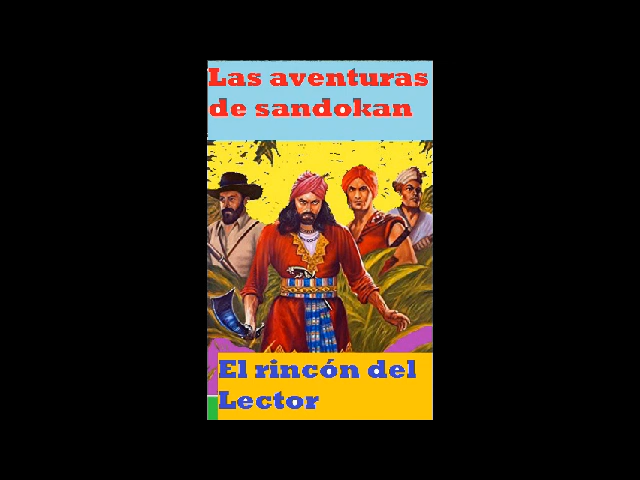 Las aventuras
de sandokan
El rincón del
Lector